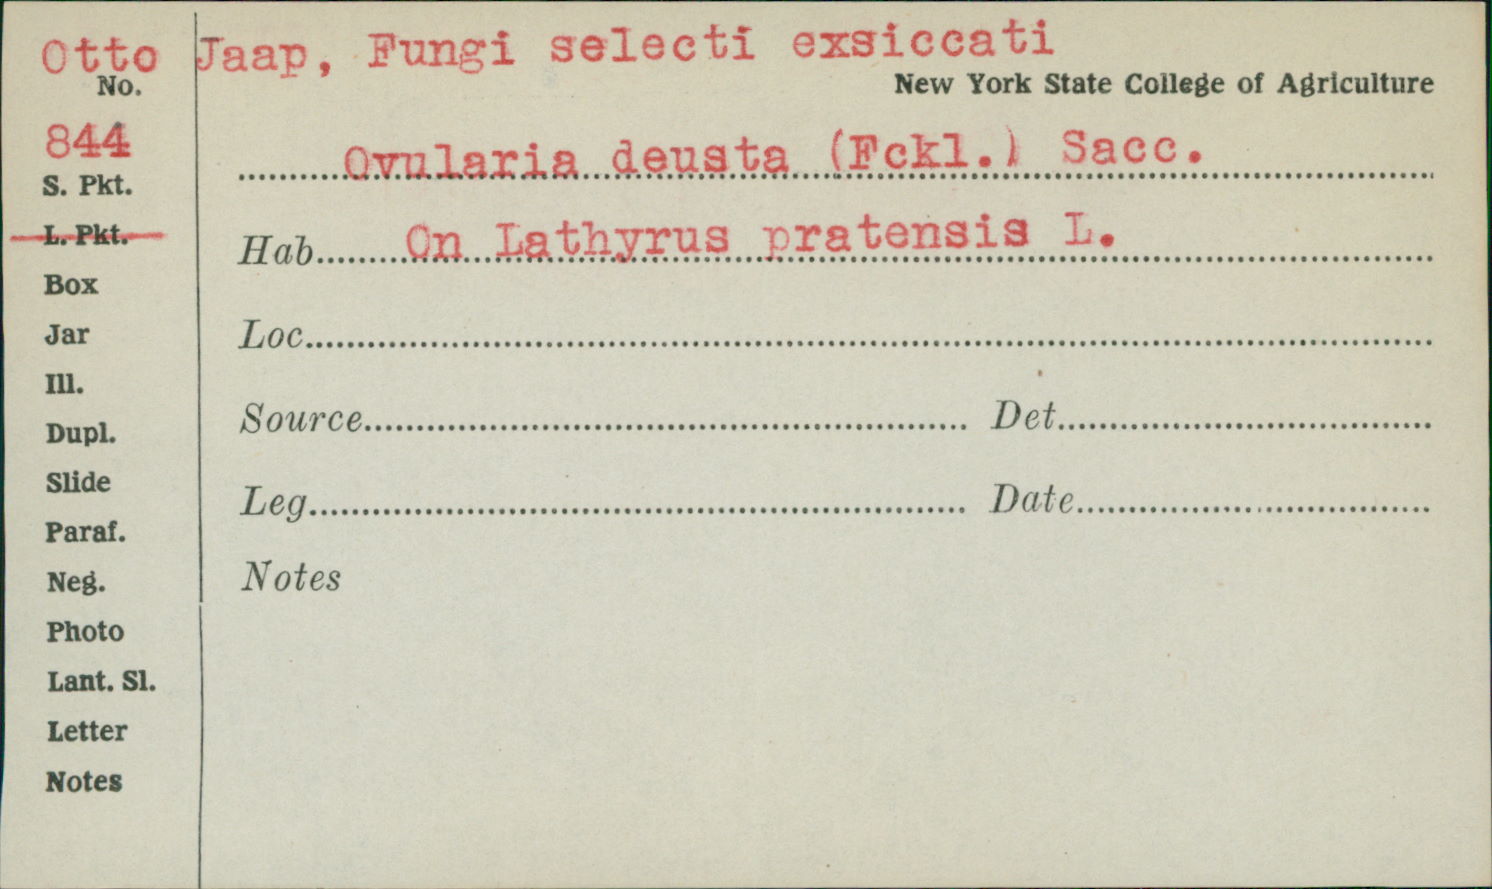 Otto Jaap, Fungi selecti exsiccati
No.
New York State College of Agriculture
844
Ovularia deusta (Fckl.) Sacc.
S. Pkt.
L. Pkt.
Hab On Lathyrus pratensis L.
Box
Jar
Loc
Ill.
Source Det
Dupl.
Slide
Leg Date
Paraf.
Neg.
Notes
Photo
Lant. Sl.
Letter
Notes